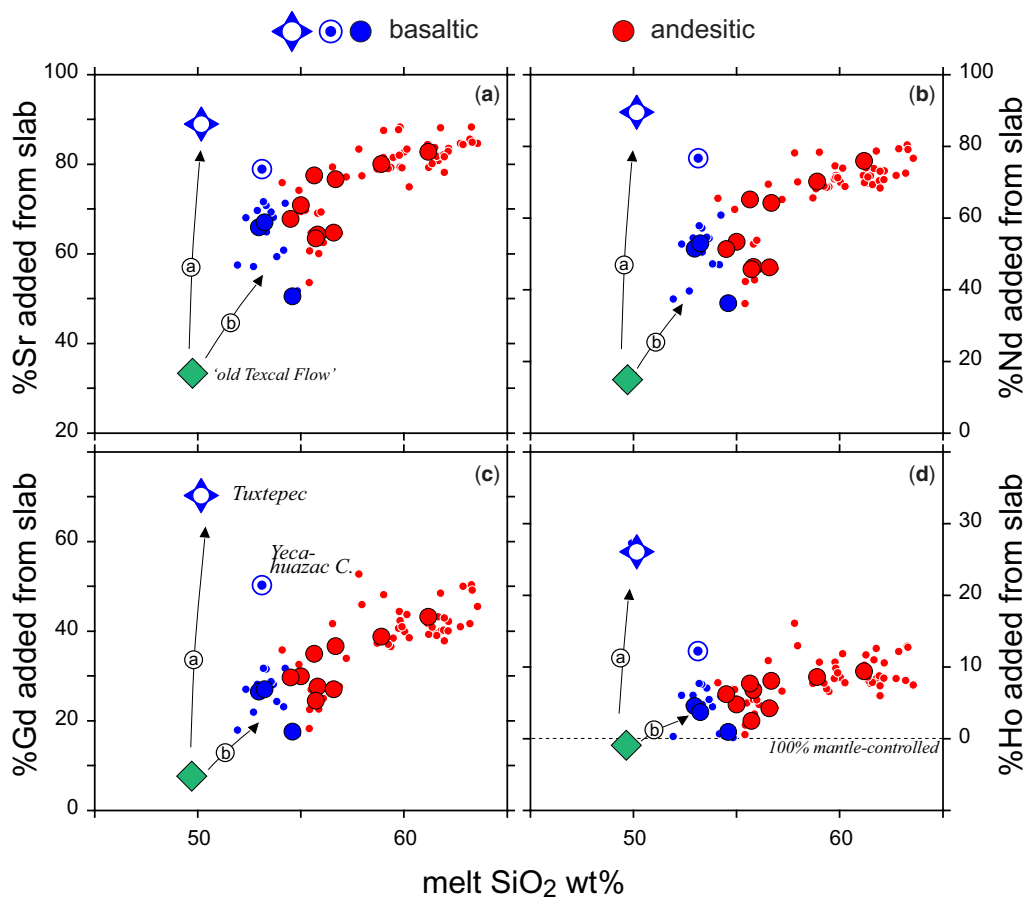 basaltic
andesitic
(a)
(b)
(c)
(d)
%Sr added from slab
100
80
60
40
20
a
b
'old Texcal Flow'
%Nd added from slab
100
80
60
40
20
0
a
b
%Gd added from slab
60
40
20
0
Tuxtepec
Yeca-
huazac C.
a
b
50
60
%Ho added from slab
30
20
10
0
a
b
100% mantle-controlled
50
60
melt SiO2 wt%